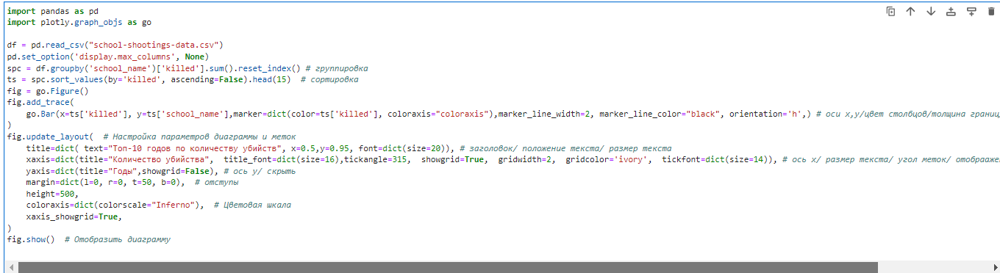 import pandas as pd
import plotly.graph_objs as go
df = pd.read_csv("school-shootings-data.csv")
pd.set_option('display.max_columns', None)
spc = df.groupby('school_name')['killed'].sum().reset_index() # группировка
ts = spc.sort_values(by='killed', ascending=False).head(15)  # сортировка
fig = go.Figure()
fig.add_trace(
    go.Bar(x=ts['killed'], y=ts['school_name'],marker=dict(color=ts['killed'], coloraxis="coloraxis"),marker_line_width=2, marker_line_color="black", orientation='h',) # оси x,y/цвет столбцов/толщина границ
)
fig.update_layout(  # Настройка параметров диаграммы и меток
    title=dict( text="Топ-10 годов по количеству убийств", x=0.5,y=0.95, font=dict(size=20)), # заголовок/ положение текста/ размер текста
    xaxis=dict(title="Количество убийства",  title_font=dict(size=16),tickangle=315,  showgrid=True,  gridwidth=2,  gridcolor='ivory',  tickfont=dict(size=14)), # ось x/ размер текста/ угол меток/ отображе
    yaxis=dict(title="Годы",showgrid=False), # ось y/ скрыть
    margin=dict(l=0, r=0, t=50, b=0),  # отступы
    height=500,
    coloraxis=dict(colorscale="Inferno"),  # Цветовая шкала
    xaxis_showgrid=True,
)
fig.show()  # Отобразить диаграмму